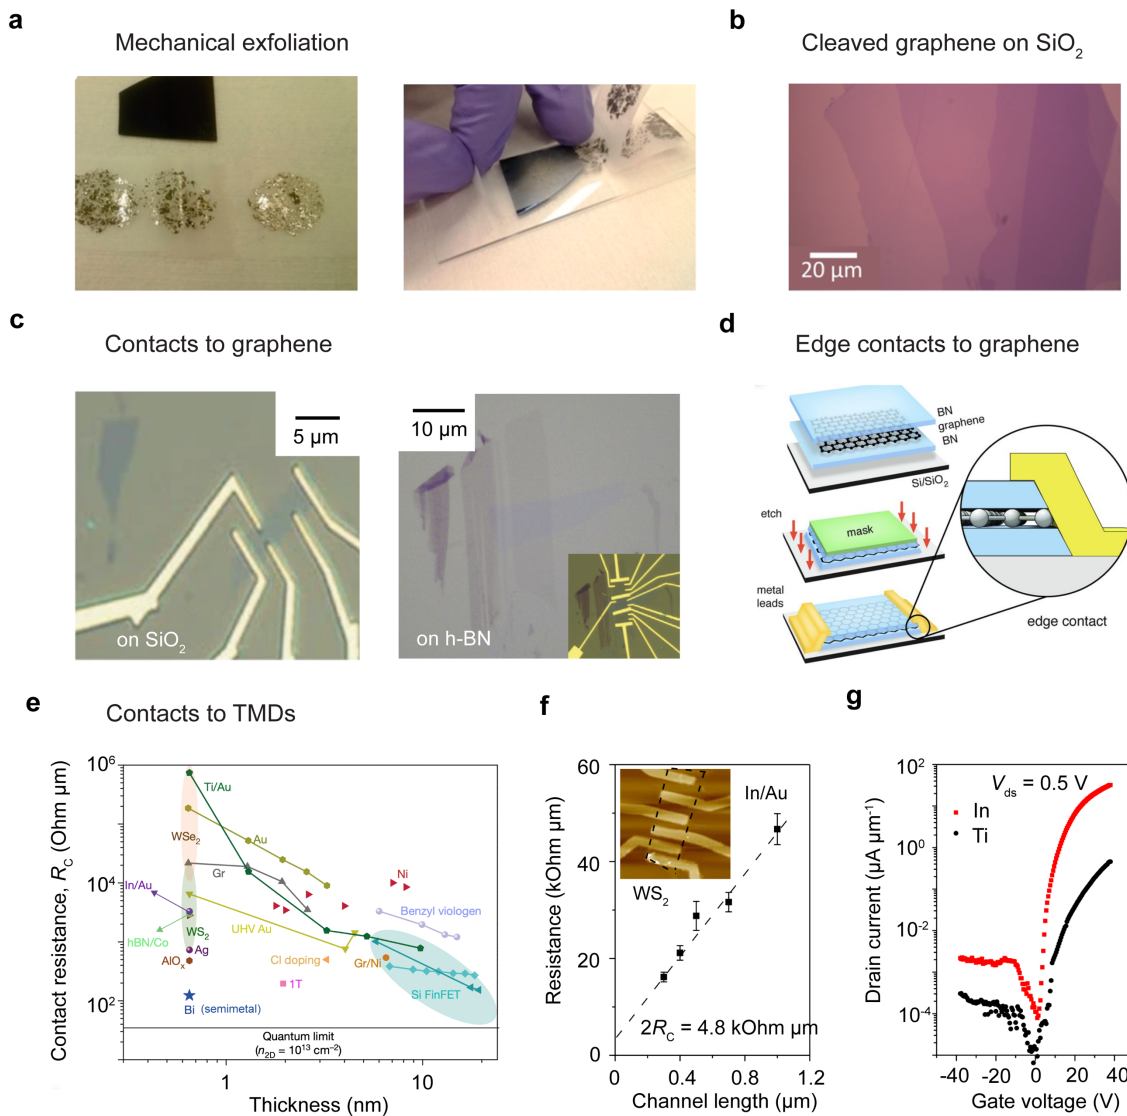 a
Mechanical exfoliation
b
Cleaved graphene on SiO2
20 μm
c
Contacts to graphene
5 μm
on SiO2
10 μm
on h-BN
d
Edge contacts to graphene
BN
graphene
BN
Si/SiO2
etch
mask
metal
leads
edge contact
e
Contacts to TMDs
Contact resistance, RC (Ohm μm)
10^6
10^4
10^2
Ti/Au
WSe2
Au
Gr
Ni
In/Au
Benzyl viologen
UHV Au
WS2
hBN/Co
Ag
AlOx
Cl doping
Gr/Ni
1T
Si FinFET
Bi (semimetal)
Quantum limit
(n2D = 10^13 cm^−2)
1
10
Thickness (nm)
f
Resistance (kOhm μm)
60
40
20
0
In/Au
WS2
2RC = 4.8 kOhm μm
0
0.4
0.8
1.2
Channel length (μm)
g
Drain current (μA μm^−1)
10^2
10^0
10^−2
10^−4
Vds = 0.5 V
In
Ti
-40
-20
0
20
40
Gate voltage (V)